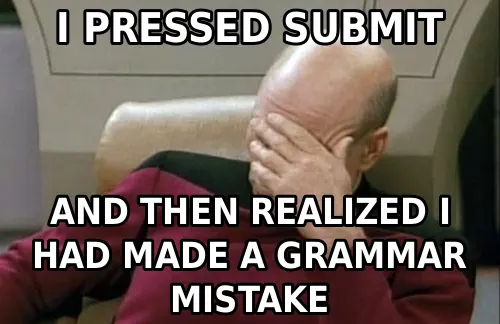 I PRESSED SUBMIT
AND THEN REALIZED I
HAD MADE A GRAMMAR
MISTAKE